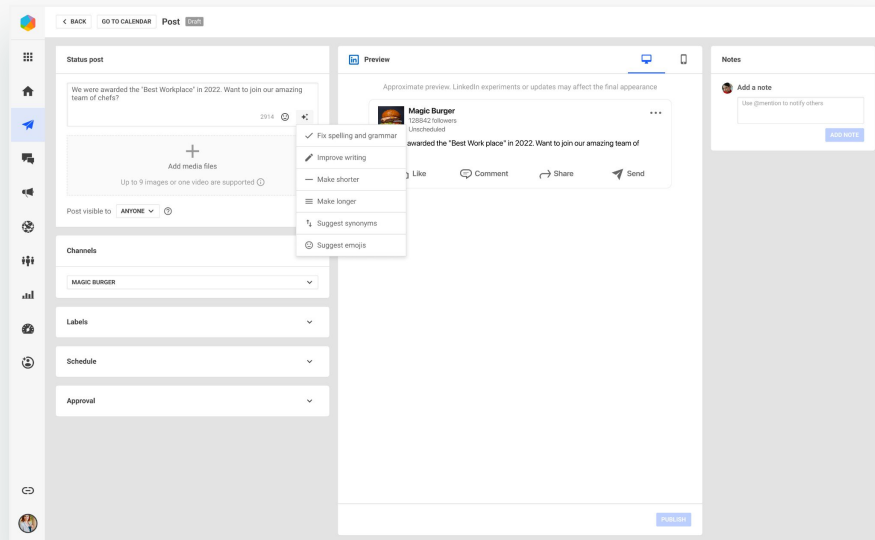 BACK
GO TO CALENDAR
Post
Draft
Status post
We were awarded the "Best Workplace" in 2022. Want to join our amazing
team of chefs?
2914
Add media files
Up to 9 images or one video are supported
Post visible to
ANYONE
Fix spelling and grammar
Improve writing
Make shorter
Make longer
Suggest synonyms
Suggest emojis
Channels
MAGIC BURGER
Labels
Schedule
Approval
in
Preview
Approximate preview. LinkedIn experiments or updates may affect the final appearance
Magic Burger
128842 followers
Unscheduled
awarded the "Best Work place" in 2022. Want to join our amazing team of
Like
Comment
Share
Send
PUBLISH
Notes
Add a note
Use @mention to notify others
ADD NOTE